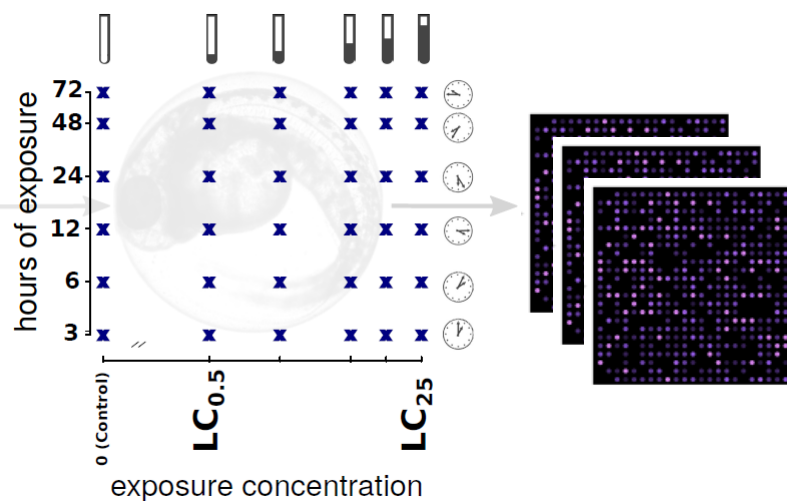 72
48
24
12
6
3
hours of exposure
0 (Control)
LC0.5
LC25
exposure concentration